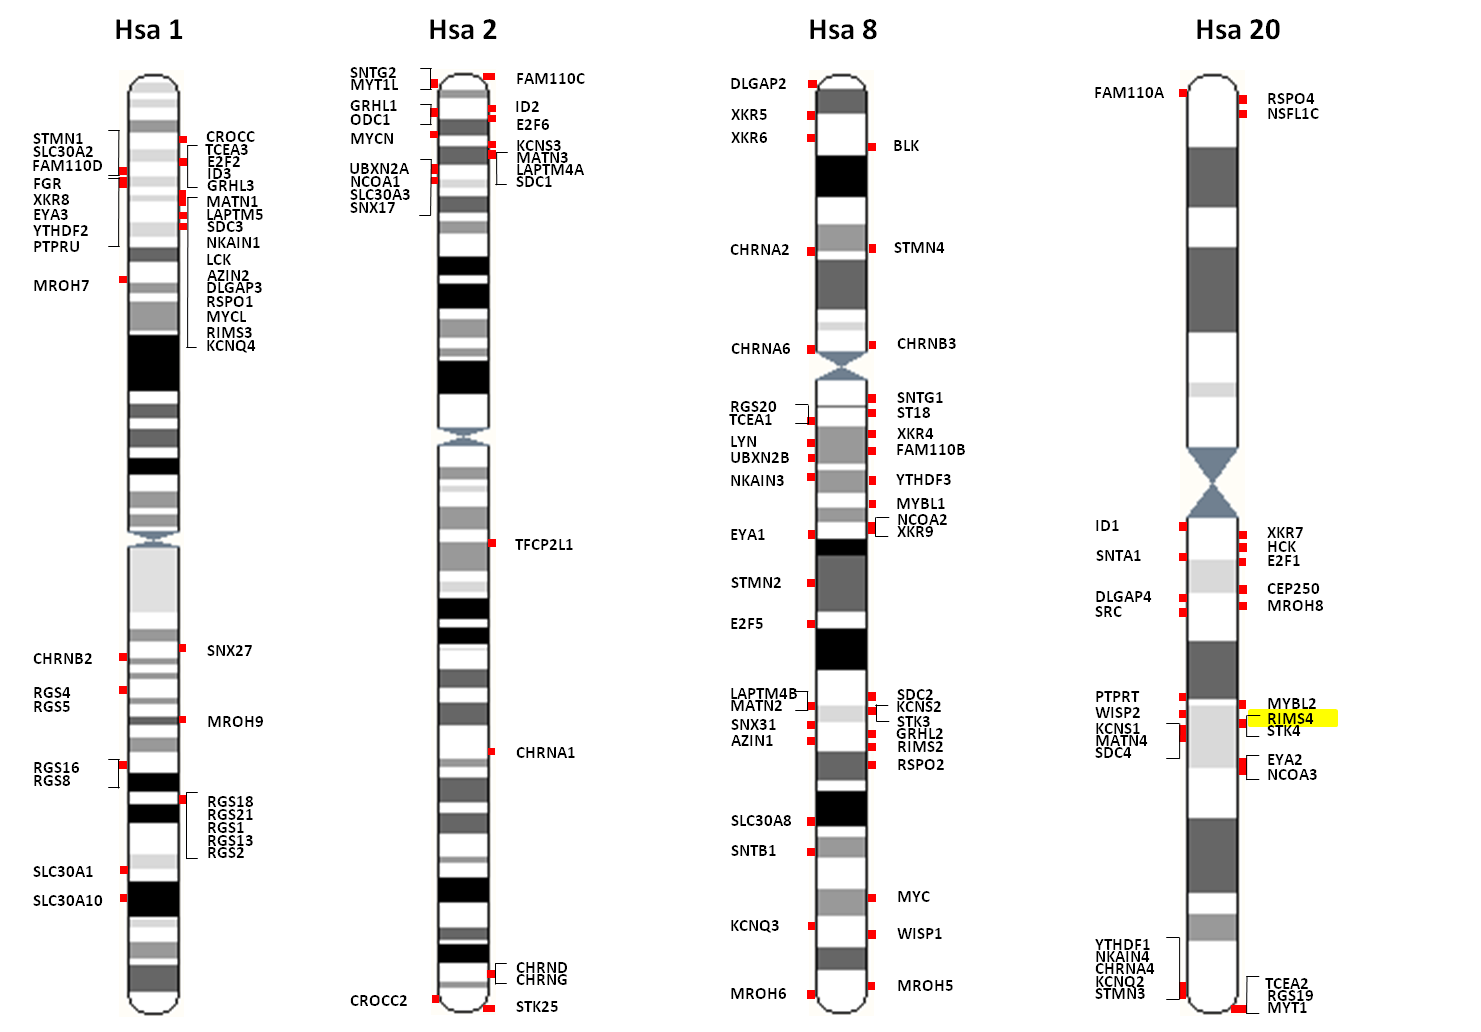 Hsa 1
Hsa 2
Hsa 8
Hsa 20
STMN1
SLC30A2
FAM110D
FGR
XKR8
EYA3
YTHDF2
PTPRU
MROH7
CHRNB2
RGS4
RGS5
RGS16
RGS8
SLC30A1
SLC30A10
CROCC
TCEA3
E2F2
ID3
GRHL3
MATN1
LAPTM5
SDC3
NKAIN1
LCK
AZIN2
DLGAP3
RSPO1
MYCL
RIMS3
KCNQ4
SNX27
MROH9
RGS18
RGS21
RGS1
RGS13
RGS2
SNTG2
MYT1L
GRHL1
ODC1
MYCN
UBXN2A
NCOA1
SLC30A3
SNX17
CROCC2
FAM110C
ID2
E2F6
KCNS3
MATN3
LAPTM4A
SDC1
TFCP2L1
CHRNA1
CHRND
CHRNG
STK25
DLGAP2
XKR5
XKR6
CHRNA2
CHRNA6
RGS20
TCEA1
LYN
UBXN2B
NKAIN3
EYA1
STMN2
E2F5
LAPTM4B
MATN2
SNX31
AZIN1
SLC30A8
SNTB1
KCNQ3
MROH6
BLK
STMN4
CHRNB3
SNTG1
ST18
XKR4
FAM110B
YTHDF3
MYBL1
NCOA2
XKR9
SDC2
KCNS2
STK3
GRHL2
RIMS2
RSPO2
MYC
WISP1
MROH5
FAM110A
ID1
SNTA1
DLGAP4
SRC
PTPRT
WISP2
KCNS1
MATN4
SDC4
YTHDF1
NKAIN4
CHRNA4
KCNQ2
STMN3
RSPO4
NSFL1C
XKR7
HCK
E2F1
CEP250
MROH8
MYBL2
RIMS4
STK4
EYA2
NCOA3
TCEA2
RGS19
MYT1